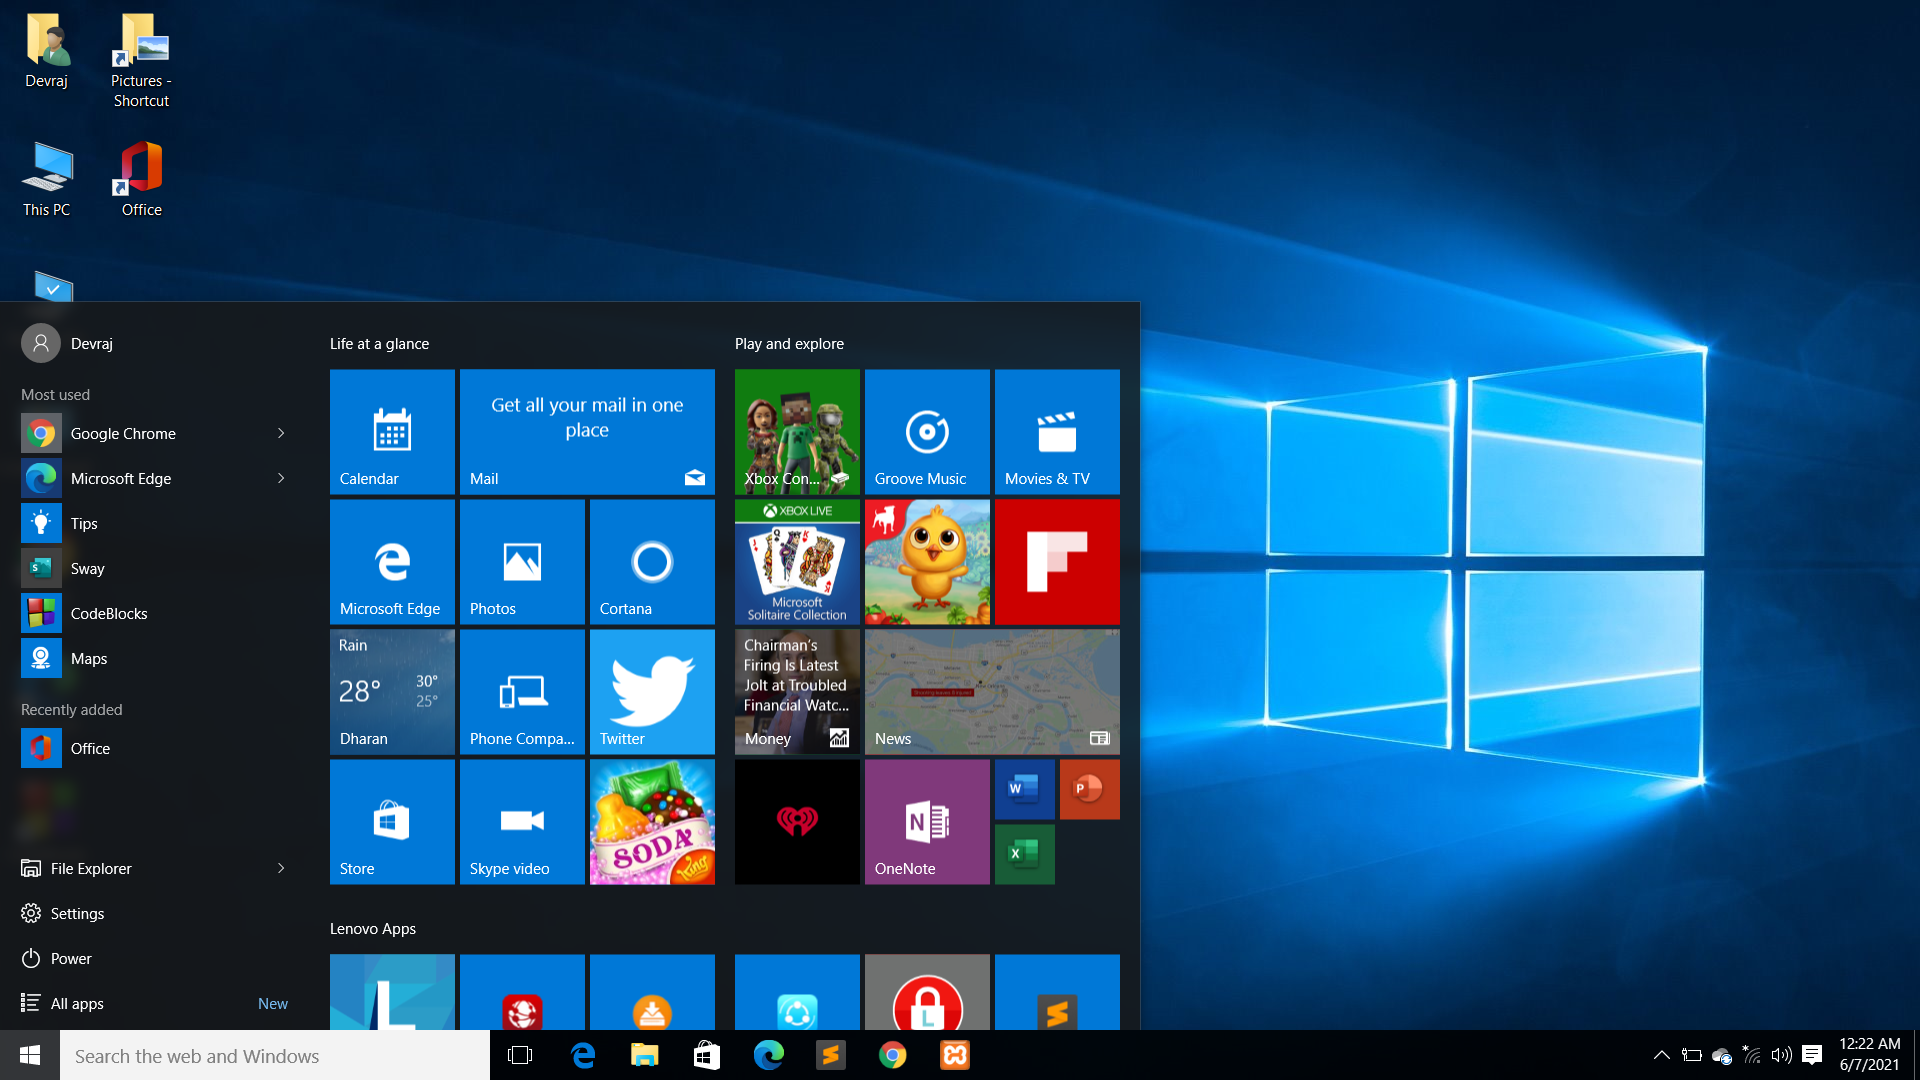 Devraj
Pictures -
Shortcut
This PC
Office
Devraj
Most used
Google Chrome
Microsoft Edge
Tips
S
Sway
CodeBlocks
Maps
Recently added
Office
File Explorer
Settings
Power
All apps
New
Life at a glance
Calendar
Get all your mail in one
place
Mail
Microsoft Edge
Photos
Cortana
Rain
28°
30°
25°
Dharan
Phone Compa...
Twitter
Store
Skype video
SODA
King
Play and explore
Xbox Con...
Groove Music
Movies & TV
XBOX LIVE
J
Q
K
Microsoft
Solitaire Collection
Chairman's
Firing Is Latest
Jolt at Troubled
Financial Watc...
Money
News
N
OneNote
W
P
X
Lenovo Apps
L
L
Search the web and Windows
12:22 AM
6/7/2021